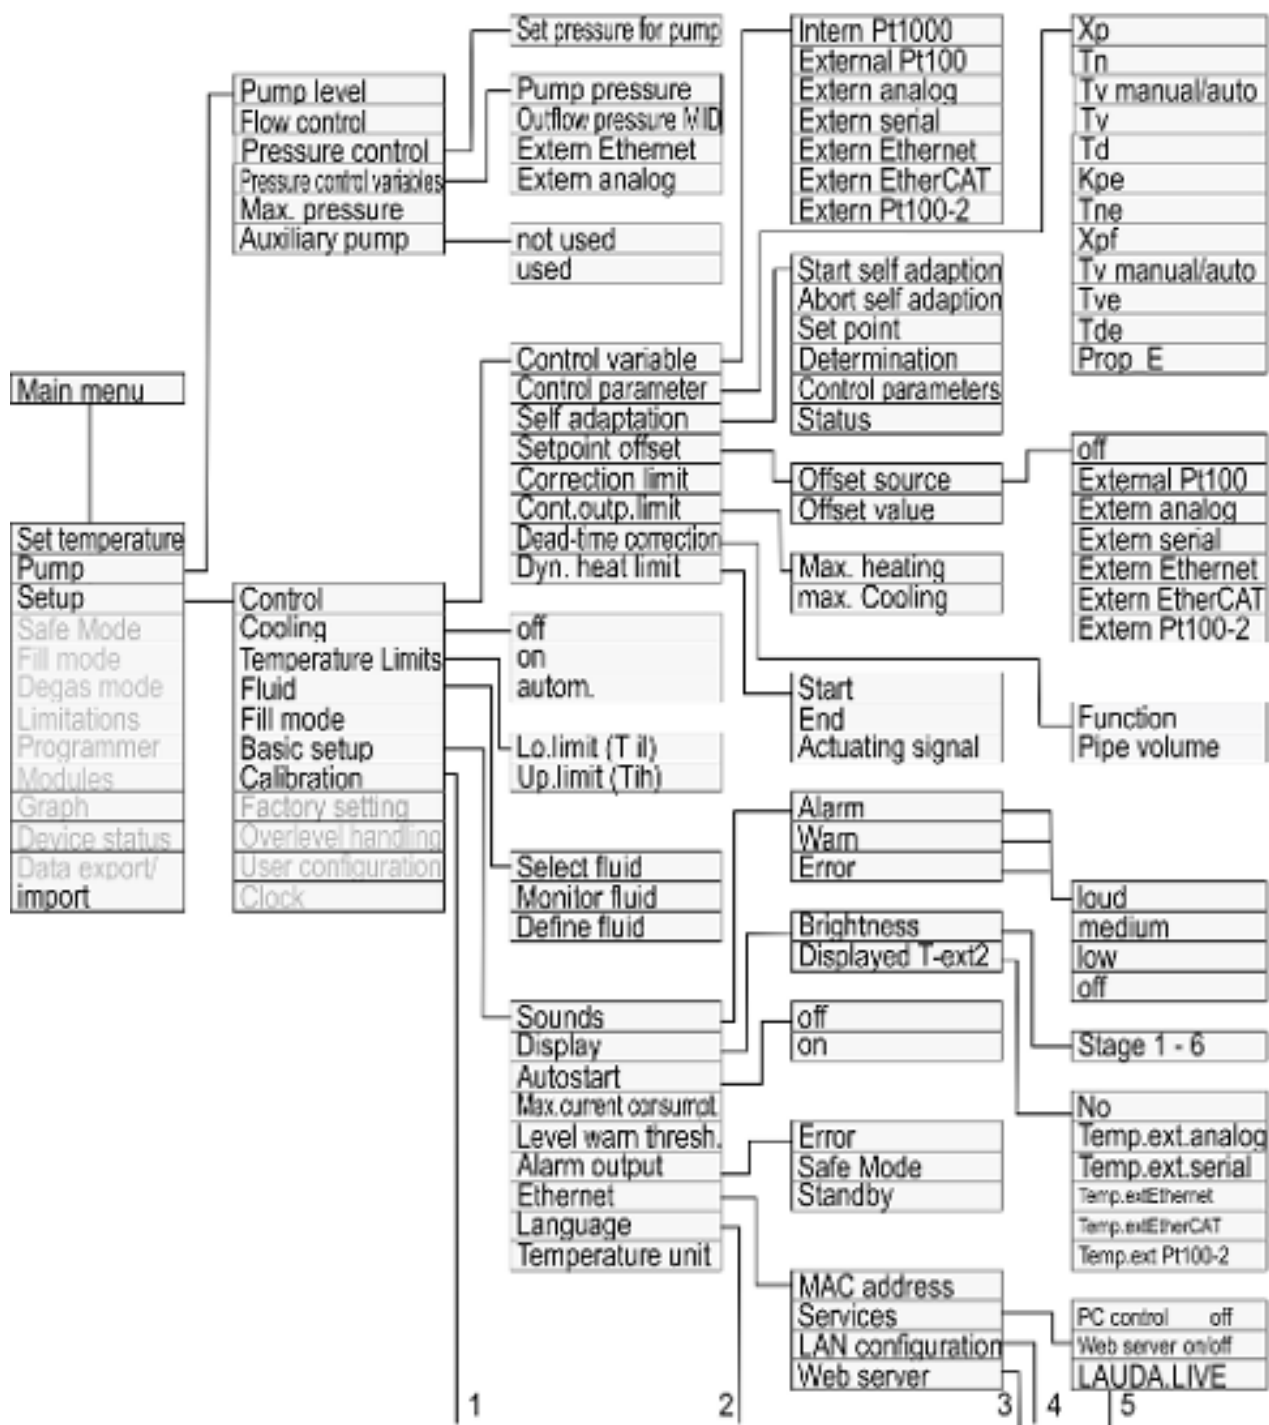 Main menu
Set temperature
Pump
Setup
Safe Mode
Fill mode
Degas mode
Limitations
Programmer
Modules
Graph
Device status
Data export/
import
Pump level
Flow control
Pressure control
Pressure control variables
Max. pressure
Auxiliary pump
Control
Cooling
Temperature Limits
Fluid
Fill mode
Basic setup
Calibration
Factory setting
Overlevel handling
User configuration
Clock
Set pressure for pump
Pump pressure
Outflow pressure MID
Extern Ethernet
Extern analog
not used
used
Control variable
Control parameter
Self adaptation
Setpoint offset
Correction limit
Cont.outp.limit
Dead-time correction
Dyn. heat limit
off
on
autom.
Lo.limit (T il)
Up.limit (Tih)
Select fluid
Monitor fluid
Define fluid
Sounds
Display
Autostart
Max.current consumpt.
Level warn thresh.
Alarm output
Ethernet
Language
Temperature unit
Intern Pt1000
External Pt100
Extern analog
Extern serial
Extern Ethernet
Extern EtherCAT
Extern Pt100-2
Start self adaption
Abort self adaption
Set point
Determination
Control parameters
Status
Offset source
Offset value
Max. heating
max. Cooling
Start
End
Actuating signal
Alarm
Warn
Error
Brightness
Displayed T-ext2
off
on
Error
Safe Mode
Standby
MAC address
Services
LAN configuration
Web server
Xp
Tn
Tv manual/auto
Tv
Td
Kpe
Tne
Xpf
Tv manual/auto
Tve
Tde
Prop_E
off
External Pt100
Extern analog
Extern serial
Extern Ethernet
Extern EtherCAT
Extern Pt100-2
Function
Pipe volume
loud
medium
low
off
Stage 1 - 6
No
Temp.ext.analog
Temp.ext.serial
Temp.extEthernet
Temp.extEtherCAT
Temp.ext Pt100-2
PC control off
Web server on/off
LAUDA.LIVE
1
2
3
4
5